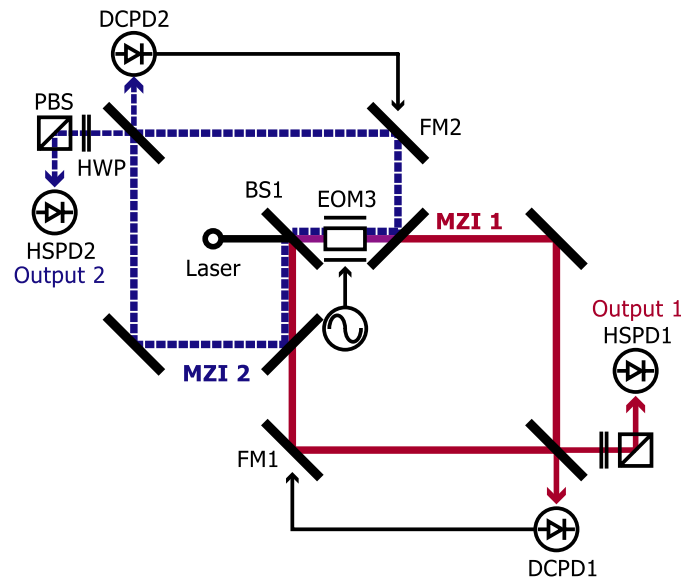 DCPD2
PBS
FM2
HWP
BS1
EOM3
MZI 1
HSPD2
Output 2
Laser
Output 1
HSPD1
MZI 2
FM1
DCPD1